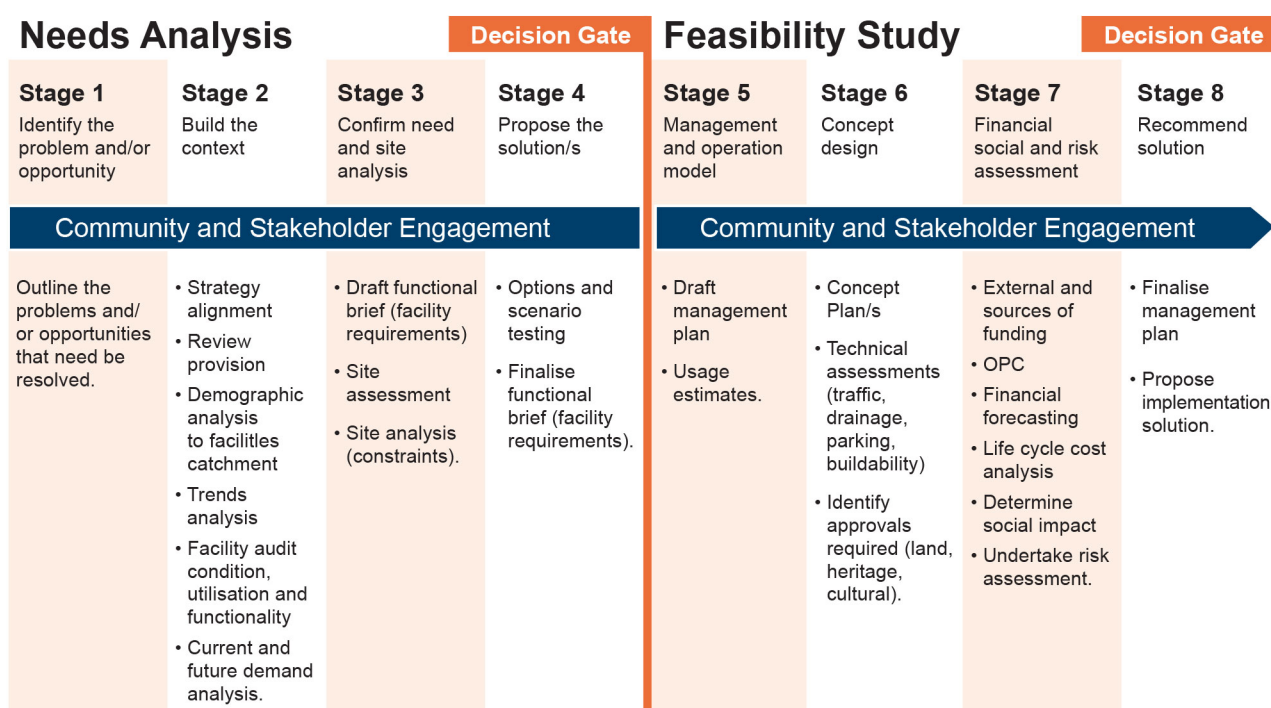 Needs Analysis
Decision Gate
Feasibility Study
Decision Gate
Stage 1
Identify the
problem and/or
opportunity
Stage 2
Build the
context
Stage 3
Confirm need
and site
analysis
Stage 4
Propose the
solution/s
Stage 5
Management
and operation
model
Stage 6
Concept
design
Stage 7
Financial
social and risk
assessment
Stage 8
Recommend
solution
Community and Stakeholder Engagement
Community and Stakeholder Engagement
Outline the
problems and/
or opportunities
that need be
resolved.
• Strategy
alignment
• Review
provision
• Demographic
analysis
to facilitles
catchment
• Trends
analysis
• Facility audit
condition,
utilisation and
functionality
• Current and
future demand
analysis.
• Draft functional
brief (facility
requirements)
• Site
assessment
• Site analysis
(constraints).
• Options and
scenario
testing
• Finalise
functional
brief (facility
requirements).
• Draft
management
plan
• Usage
estimates.
• Concept
Plan/s
• Technical
assessments
(traffic,
drainage,
parking,
buildability)
• Identify
approvals
required (land,
heritage,
cultural).
• External and
sources of
funding
• OPC
• Financial
forecasting
• Life cycle cost
analysis
• Determine
social impact
• Undertake risk
assessment.
• Finalise
management
plan
• Propose
implementation
solution.